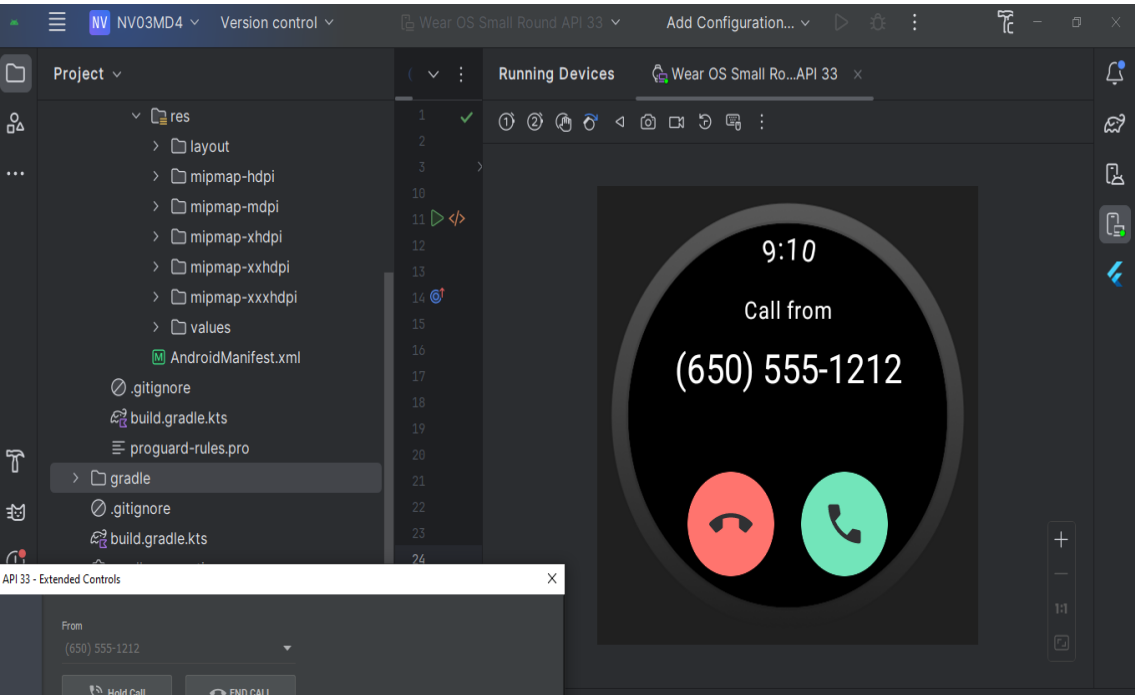 NV NV03MD4 Version control Wear OS Small Round API 33 Add Configuration...
Project
Running Devices Wear OS Small Ro...API 33
res
layout
mipmap-hdpi
mipmap-mdpi
mipmap-xhdpi
mipmap-xxhdpi
mipmap-xxxhdpi
values
AndroidManifest.xml
.gitignore
build.gradle.kts
proguard-rules.pro
gradle
.gitignore
build.gradle.kts
1
2
3
10
11
12
13
14
15
16
17
18
19
20
21
22
23
24
9:10
Call from
(650) 555-1212
1:1
API 33 - Extended Controls
From
(650) 555-1212
Hold Call END CALL